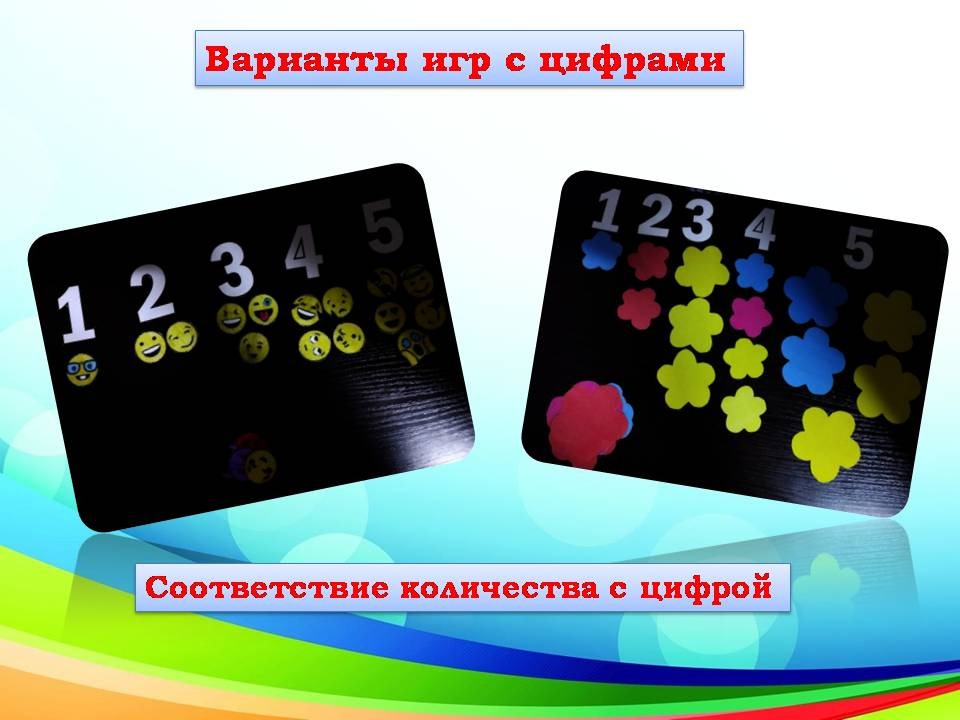 Варианты игр с цифрами
1 2 3 4 5
1 2 3 4 5
Соответствие количества с цифрой